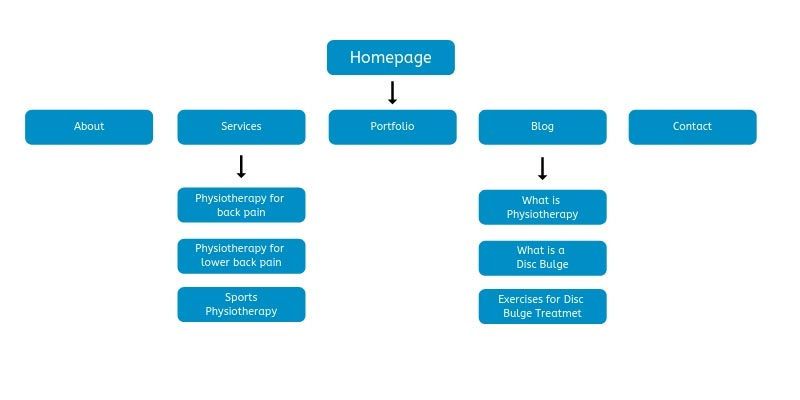 Homepage
About
Services
Portfolio
Blog
Contact
Physiotherapy for
back pain
Physiotherapy for
lower back pain
Sports
Physiotherapy
What is
Physiotherapy
What is a
Disc Bulge
Exercises for Disc
Bulge Treatmet